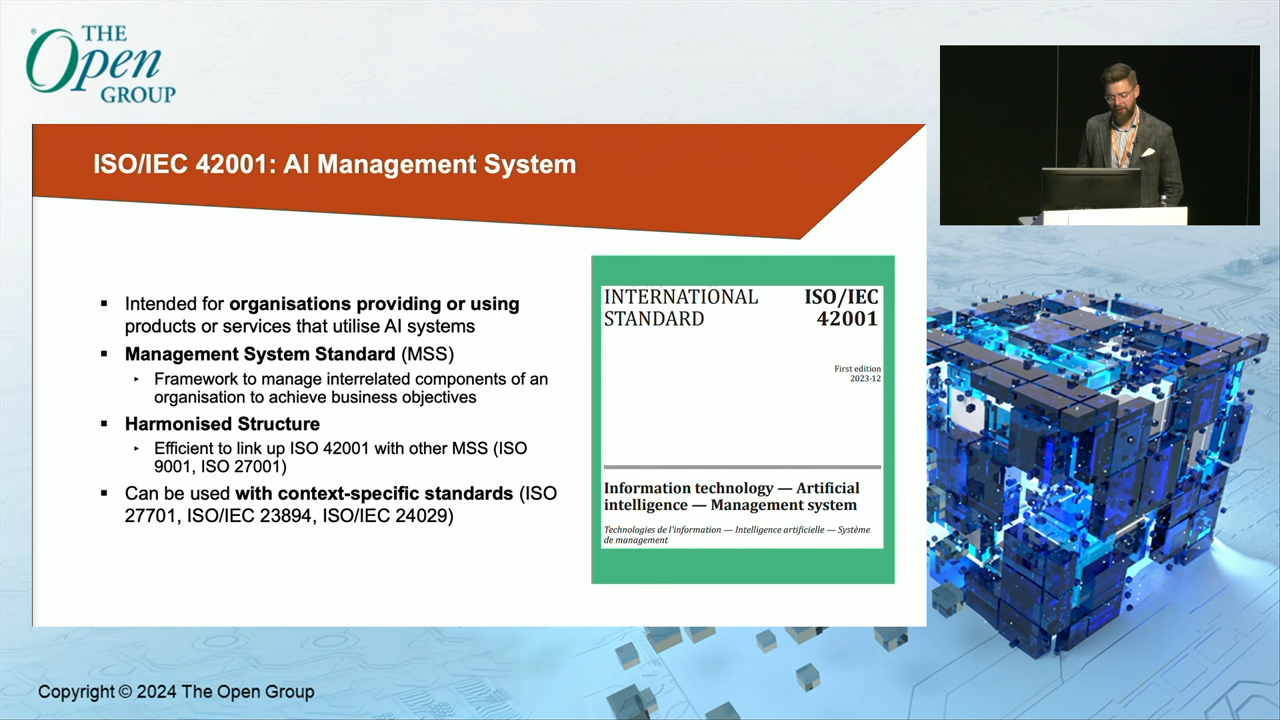 THE
Open
GROUP
ISO/IEC 42001: AI Management System
▪ Intended for organisations providing or using
products or services that utilise AI systems
▪ Management System Standard (MSS)
‣ Framework to manage interrelated components of an
organisation to achieve business objectives
▪ Harmonised Structure
‣ Efficient to link up ISO 42001 with other MSS (ISO
9001, ISO 27001)
▪ Can be used with context-specific standards (ISO
27701, ISO/IEC 23894, ISO/IEC 24029)
INTERNATIONAL STANDARD
ISO/IEC 42001
First edition
2023-12
Information technology — Artificial
intelligence — Management system
Technologies de l'information — Intelligence artificielle — Système
de management
Copyright © 2024 The Open Group